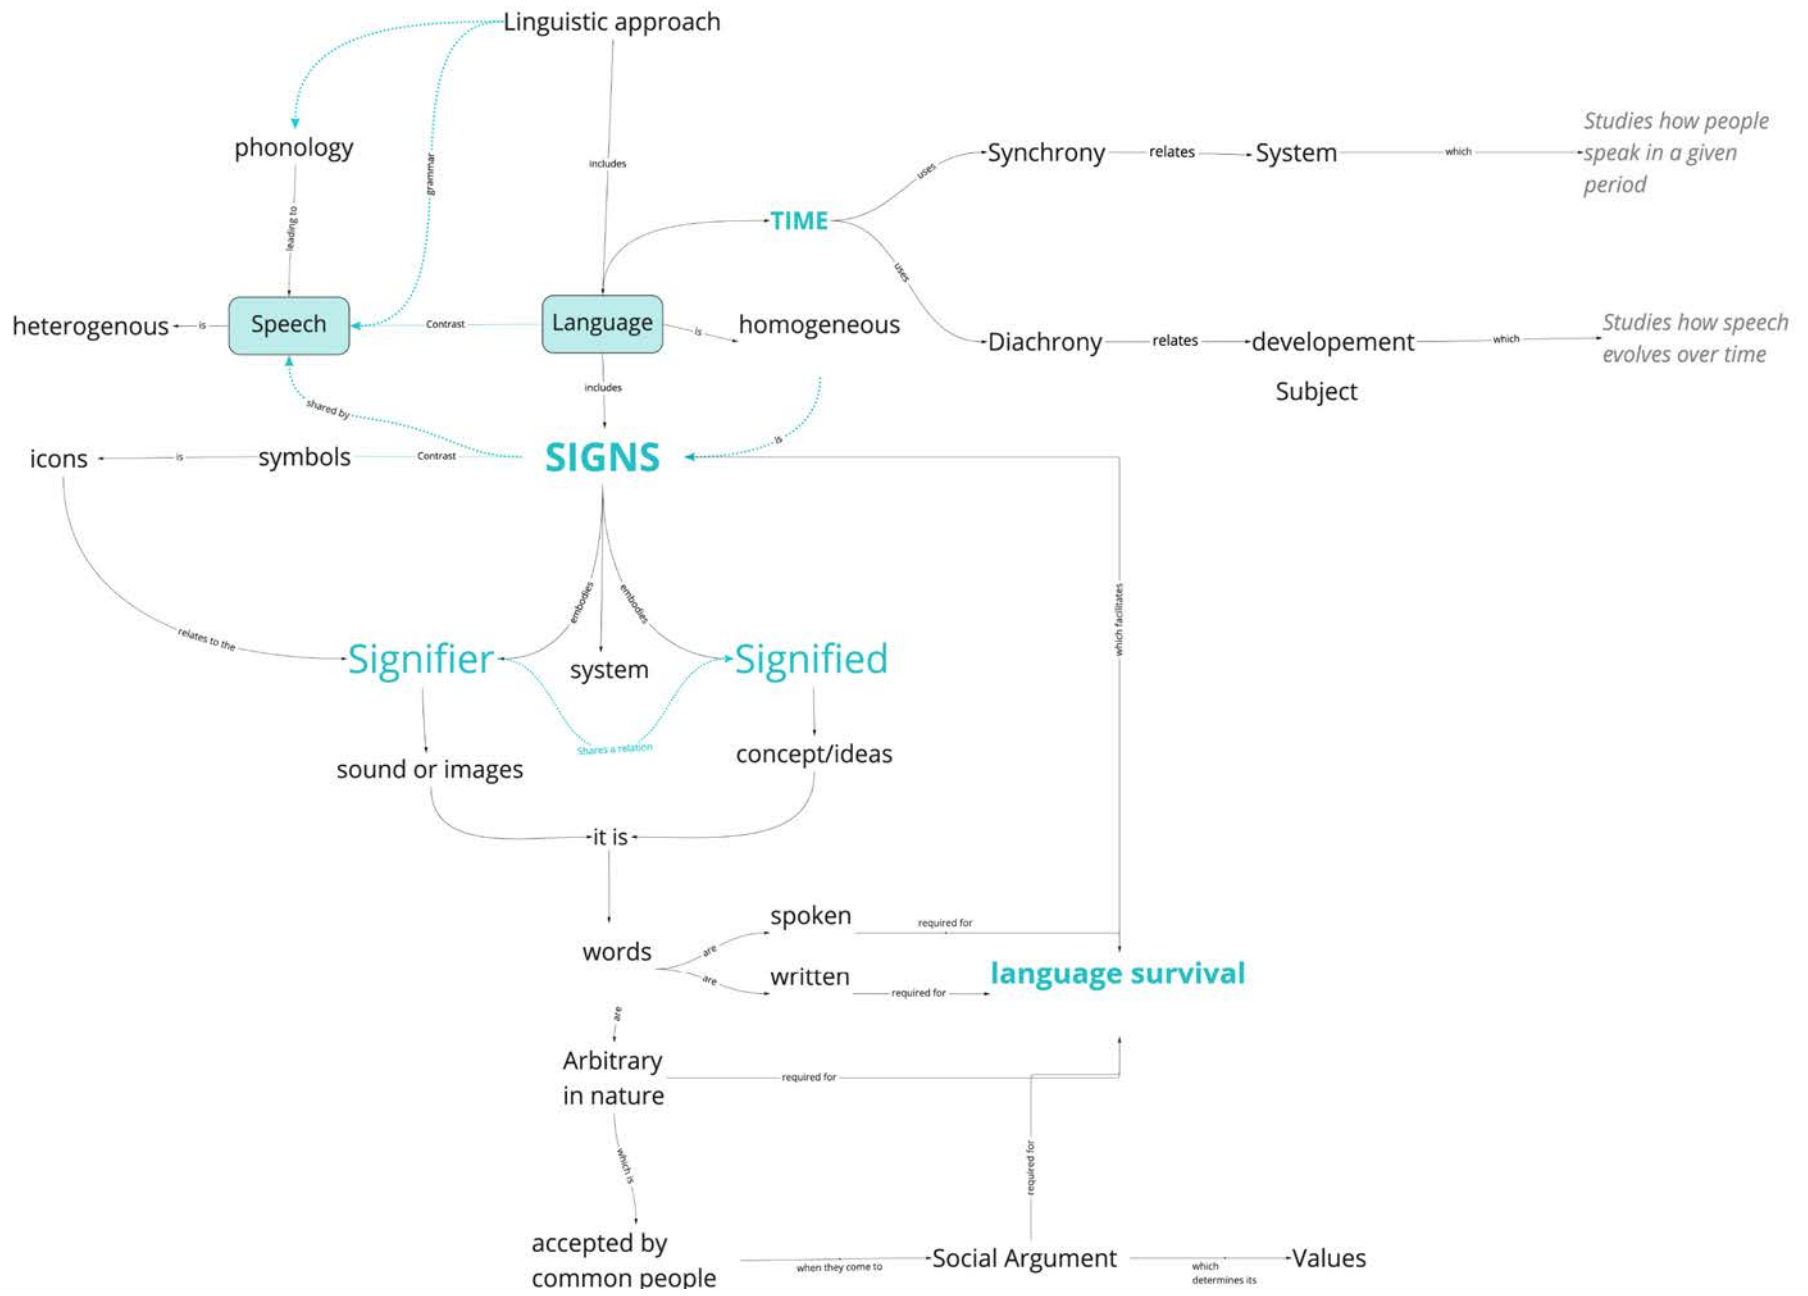 Linguistic approach
phonology
grammar
includes
leading to
Synchrony
relates
System
which
Studies how people
speak in a given
period
uses
TIME
uses
heterogenous
is
Speech
Contrast
Language
is
homogeneous
Diachrony
relates
developement
which
Studies how speech
evolves over time
Subject
includes
shared by
is
icons
is
symbols
Contrast
SIGNS
embodies
embodies
which facilitates
relates to the
Signifier
system
Signified
Shares a relation
sound or images
concept/ideas
it is
words
are
are
spoken
required for
written
required for
language survival
are
Arbitrary
in nature
required for
which is
required for
accepted by
common people
when they come to
Social Argument
which
determines its
Values